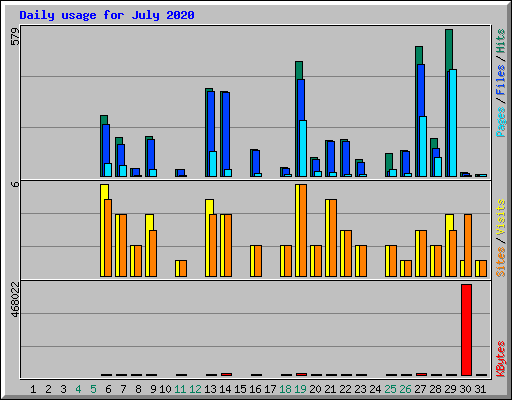 Daily usage for July 2020
579
Pages / Files / Hits
6
Sites / Visits
468022
KBytes
1 2 3 4 5 6 7 8 9 10 11 12 13 14 15 16 17 18 19 20 21 22 23 24 25 26 27 28 29 30 31